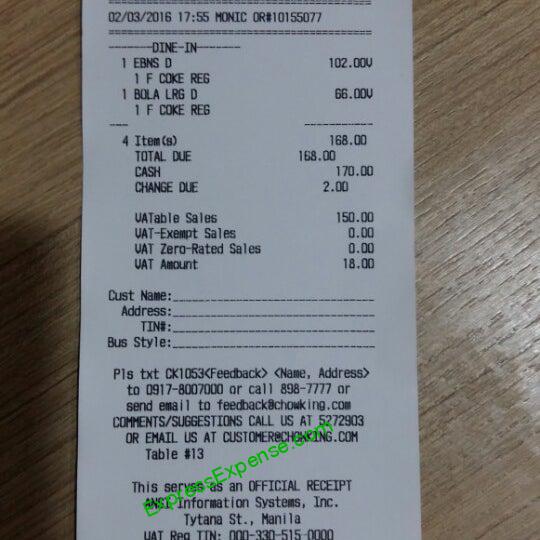 02/03/2016 17:55 MONIC OR#10155077
-------DINE-IN-------
1 EBNS D 102.00V
1 F COKE REG
1 BOLA LRG D 66.00V
1 F COKE REG
4 Item(s) 168.00
TOTAL DUE 168.00
CASH 170.00
CHANGE DUE 2.00
VATable Sales 150.00
VAT-Exempt Sales 0.00
VAT Zero-Rated Sales 0.00
VAT Amount 18.00
Cust Name:
Address:
TIN#:
Bus Style:
Pls txt CK1053<Feedback> <Name, Address>
to 0917-8007000 or call 898-7777 or
send email to feedback@chowking.com
COMMENTS/SUGGESTIONS CALL US AT 5272903
OR EMAIL US AT CUSTOMER@CHOWKING.COM
Table #13
This serves as an OFFICIAL RECEIPT
ANSI Information Systems, Inc.
Tytana St., Manila
VAT Reg TIN: 000-330-515-0000
ExpressExpense.com